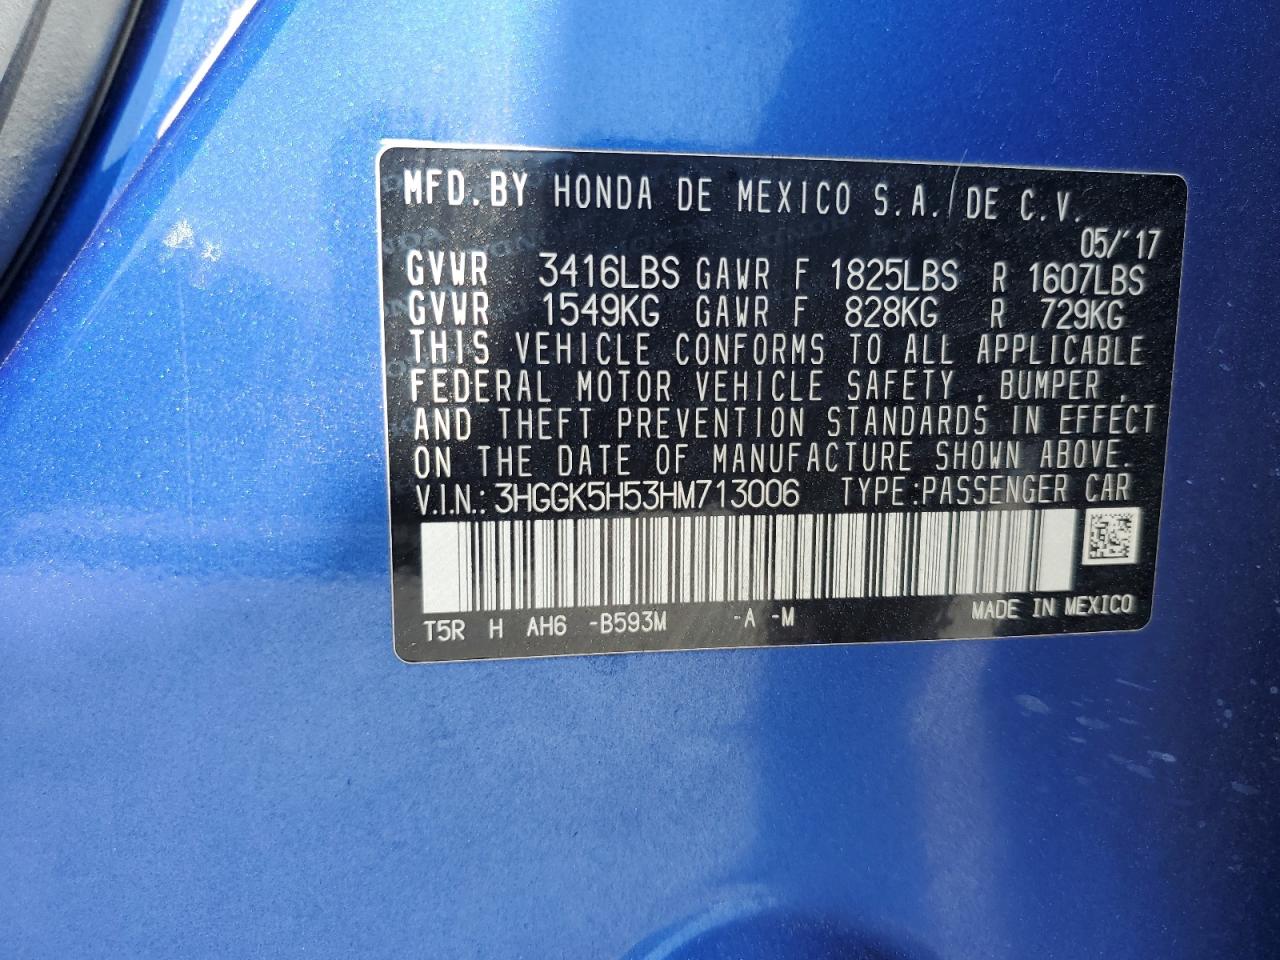 MFD. BY HONDA DE MEXICO S.A. DE C.V.
05/'17
GVWR 3416LBS GAWR F 1825LBS R 1607LBS
GVWR 1549KG GAWR F 828KG R 729KG
THIS VEHICLE CONFORMS TO ALL APPLICABLE
FEDERAL MOTOR VEHICLE SAFETY , BUMPER ,
AND THEFT PREVENTION STANDARDS IN EFFECT
ON THE DATE OF MANUFACTURE SHOWN ABOVE.
V.I.N.: 3HGGK5H53HM713006 TYPE:PASSENGER CAR
T5R H AH6 -B593M -A -M MADE IN MEXICO